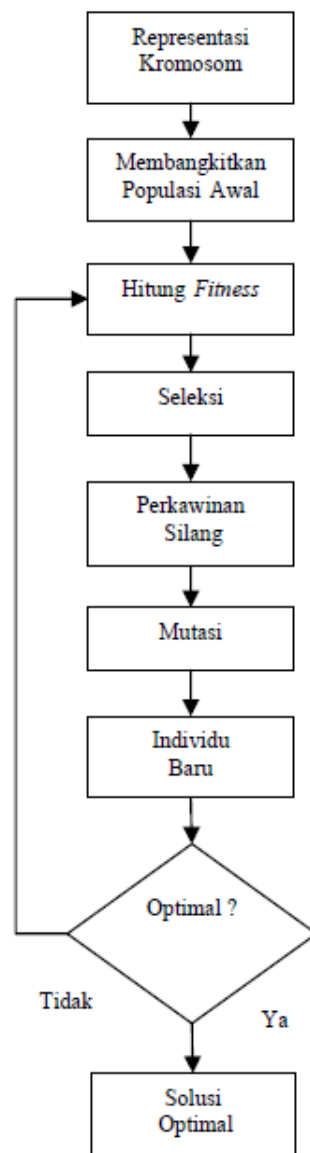 Representasi
Kromosom
Membangkitkan
Populasi Awal
Hitung Fitness
Seleksi
Perkawinan
Silang
Mutasi
Individu
Baru
Optimal ?
Tidak
Ya
Solusi
Optimal